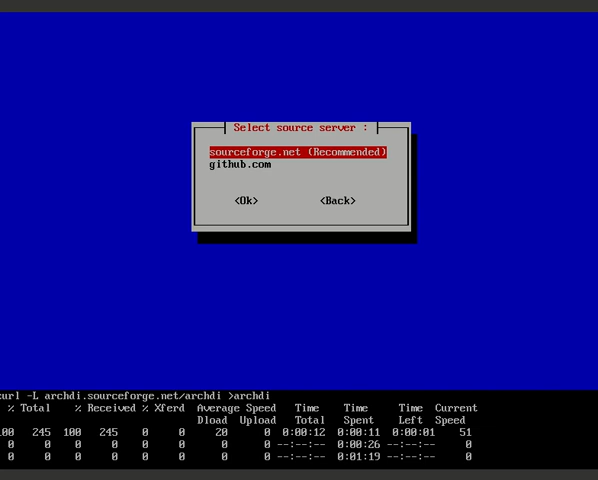 Select source server :
sourceforge.net (Recommended)
github.com
<Ok> <Back>
curl -L archdi.sourceforge.net/archdi >archdi
% Total % Received % Xferd Average Speed Time Time Time Current
Dload Upload Total Spent Left Speed
100 245 100 245 0 0 20 0 0:00:12 0:00:11 0:00:01 51
0 0 0 0 0 0 0 0 --:--:-- 0:00:26 --:--:-- 0
0 0 0 0 0 0 0 0 --:--:-- 0:01:19 --:--:-- 0